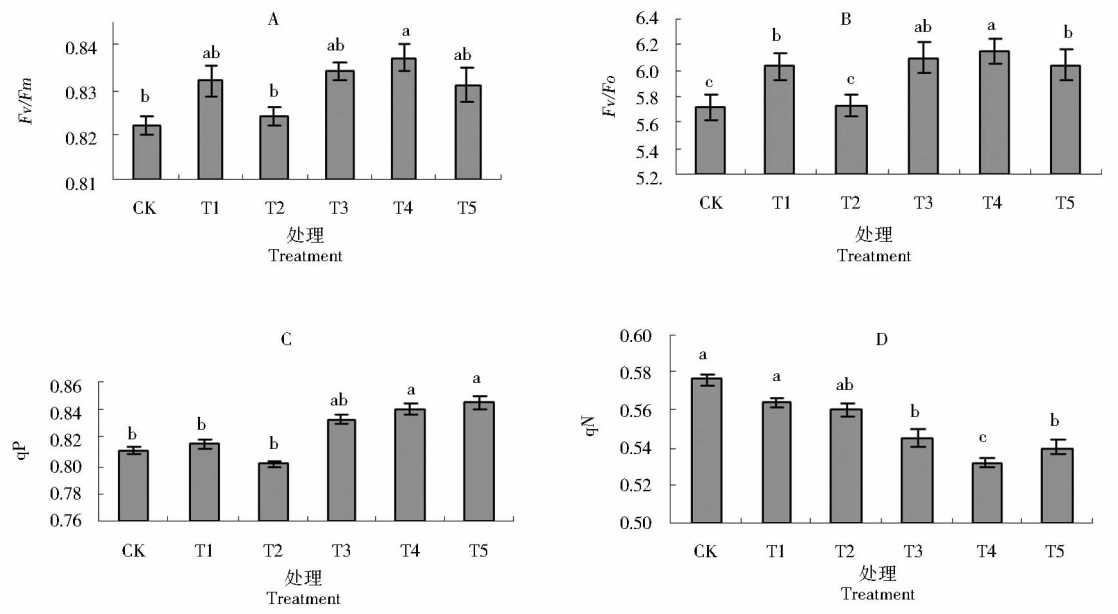 A
0.84
0.83
0.82
0.81
Fv/Fm
b
ab
b
ab
a
ab
CK T1 T2 T3 T4 T5
处理
Treatment
B
6.4
6.2
6.0
5.8
5.6
5.4
5.2.
Fv/Fo
c
b
c
ab
a
b
CK T1 T2 T3 T4 T5
处理
Treatment
C
0.86
0.84
0.82
0.80
0.78
0.76
qP
b
b
b
ab
a
a
CK T1 T2 T3 T4 T5
处理
Treatment
D
0.60
0.58
0.56
0.54
0.52
0.50
qN
a
a
ab
b
c
b
CK T1 T2 T3 T4 T5
处理
Treatment